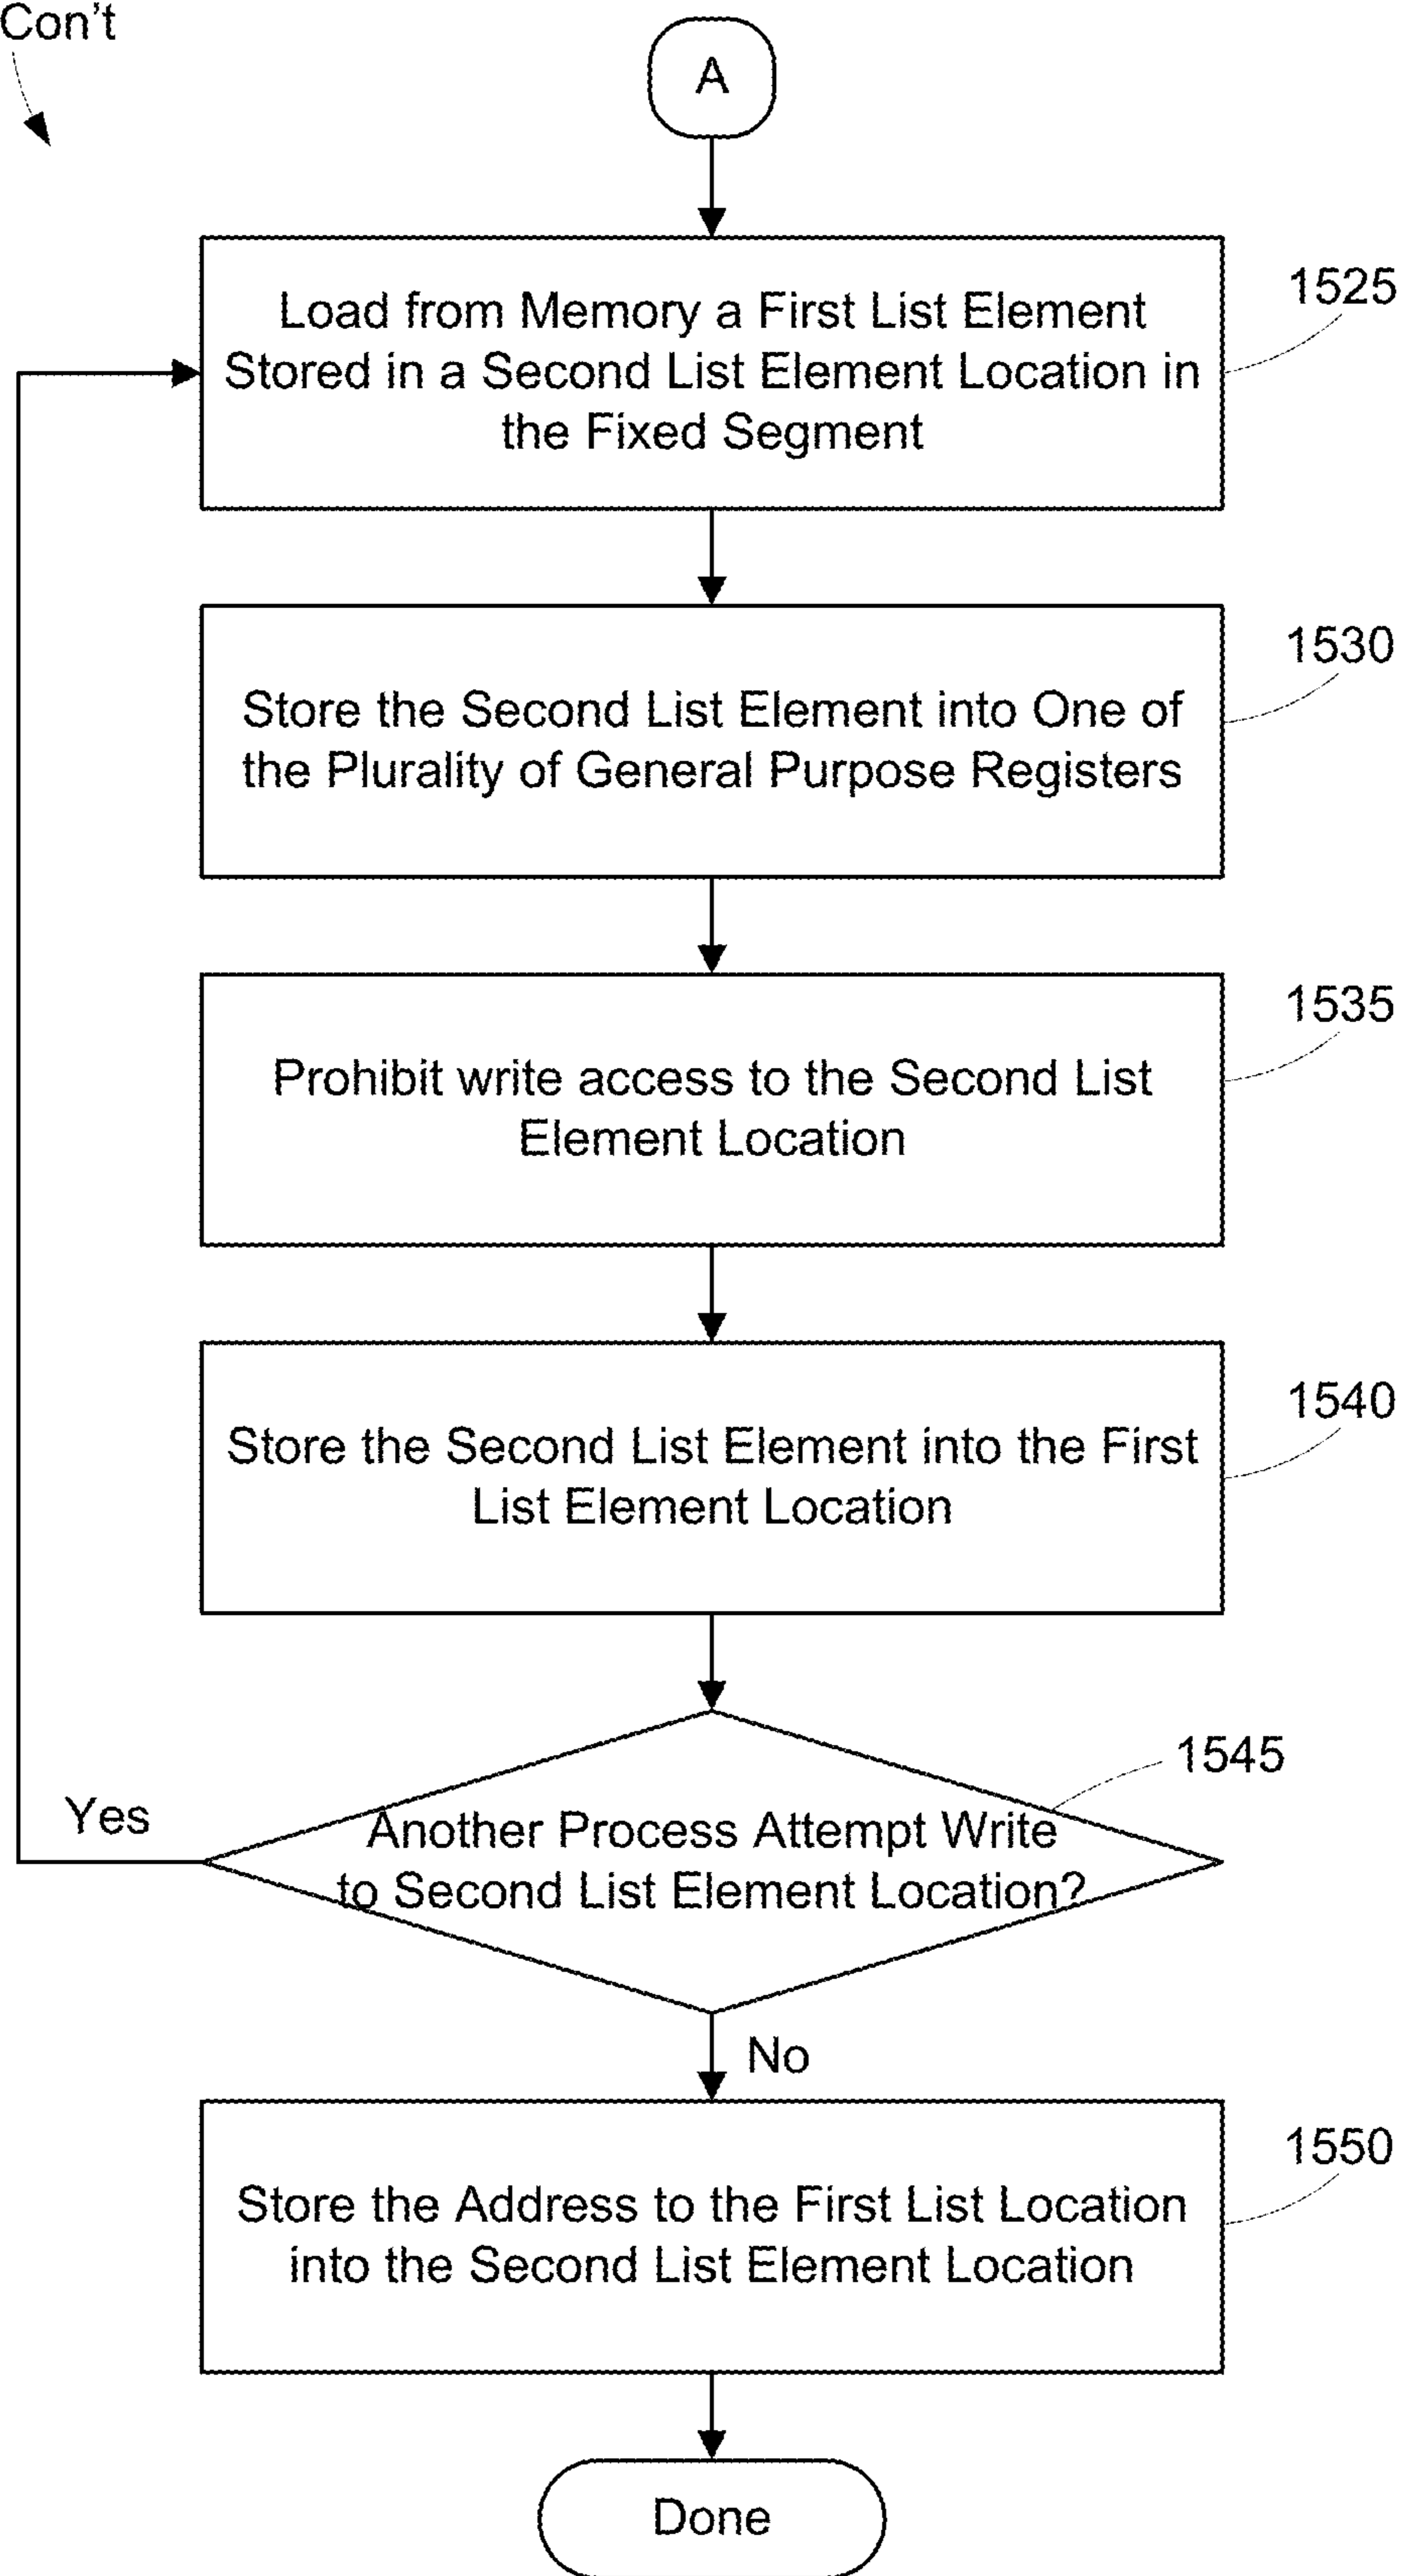 Con't
A
Load from Memory a First List Element
Stored in a Second List Element Location in
the Fixed Segment
1525
Store the Second List Element into One of
the Plurality of General Purpose Registers
1530
Prohibit write access to the Second List
Element Location
1535
Store the Second List Element into the First
List Element Location
1540
Another Process Attempt Write
to Second List Element Location?
1545
Yes
No
Store the Address to the First List Location
into the Second List Element Location
1550
Done